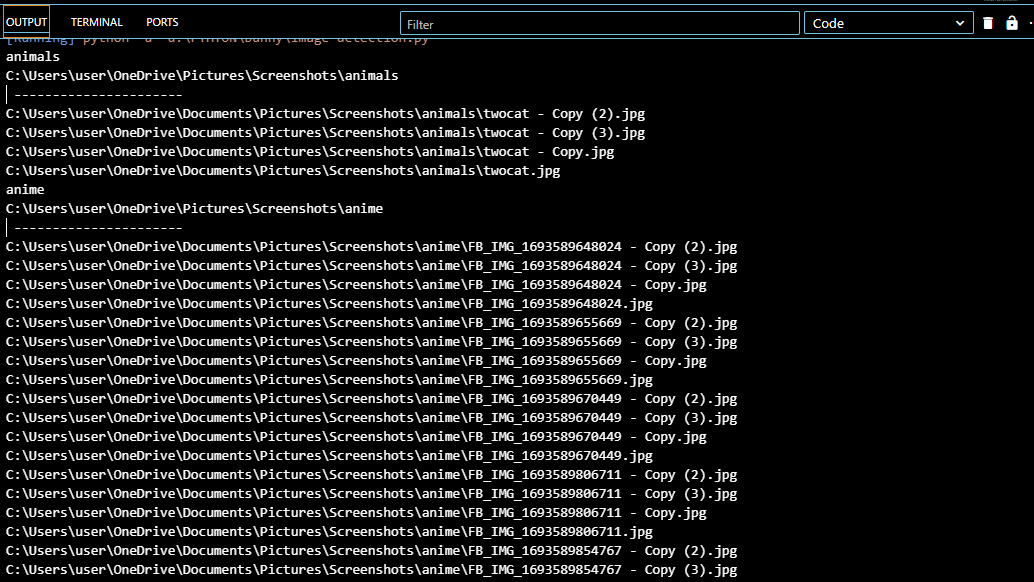 OUTPUT TERMINAL PORTS Filter Code
[Running] python -u
animals
C:\Users\user\OneDrive\Pictures\Screenshots\animals
| ----------------------
C:\Users\user\OneDrive\Documents\Pictures\Screenshots\animals\twocat - Copy (2).jpg
C:\Users\user\OneDrive\Documents\Pictures\Screenshots\animals\twocat - Copy (3).jpg
C:\Users\user\OneDrive\Documents\Pictures\Screenshots\animals\twocat - Copy.jpg
C:\Users\user\OneDrive\Documents\Pictures\Screenshots\animals\twocat.jpg
anime
C:\Users\user\OneDrive\Pictures\Screenshots\anime
| ----------------------
C:\Users\user\OneDrive\Documents\Pictures\Screenshots\anime\FB_IMG_1693589648024 - Copy (2).jpg
C:\Users\user\OneDrive\Documents\Pictures\Screenshots\anime\FB_IMG_1693589648024 - Copy (3).jpg
C:\Users\user\OneDrive\Documents\Pictures\Screenshots\anime\FB_IMG_1693589648024 - Copy.jpg
C:\Users\user\OneDrive\Documents\Pictures\Screenshots\anime\FB_IMG_1693589648024.jpg
C:\Users\user\OneDrive\Documents\Pictures\Screenshots\anime\FB_IMG_1693589655669 - Copy (2).jpg
C:\Users\user\OneDrive\Documents\Pictures\Screenshots\anime\FB_IMG_1693589655669 - Copy (3).jpg
C:\Users\user\OneDrive\Documents\Pictures\Screenshots\anime\FB_IMG_1693589655669 - Copy.jpg
C:\Users\user\OneDrive\Documents\Pictures\Screenshots\anime\FB_IMG_1693589655669.jpg
C:\Users\user\OneDrive\Documents\Pictures\Screenshots\anime\FB_IMG_1693589670449 - Copy (2).jpg
C:\Users\user\OneDrive\Documents\Pictures\Screenshots\anime\FB_IMG_1693589670449 - Copy (3).jpg
C:\Users\user\OneDrive\Documents\Pictures\Screenshots\anime\FB_IMG_1693589670449 - Copy.jpg
C:\Users\user\OneDrive\Documents\Pictures\Screenshots\anime\FB_IMG_1693589670449.jpg
C:\Users\user\OneDrive\Documents\Pictures\Screenshots\anime\FB_IMG_1693589806711 - Copy (2).jpg
C:\Users\user\OneDrive\Documents\Pictures\Screenshots\anime\FB_IMG_1693589806711 - Copy (3).jpg
C:\Users\user\OneDrive\Documents\Pictures\Screenshots\anime\FB_IMG_1693589806711 - Copy.jpg
C:\Users\user\OneDrive\Documents\Pictures\Screenshots\anime\FB_IMG_1693589806711.jpg
C:\Users\user\OneDrive\Documents\Pictures\Screenshots\anime\FB_IMG_1693589854767 - Copy (2).jpg
C:\Users\user\OneDrive\Documents\Pictures\Screenshots\anime\FB_IMG_1693589854767 - Copy (3).jpg